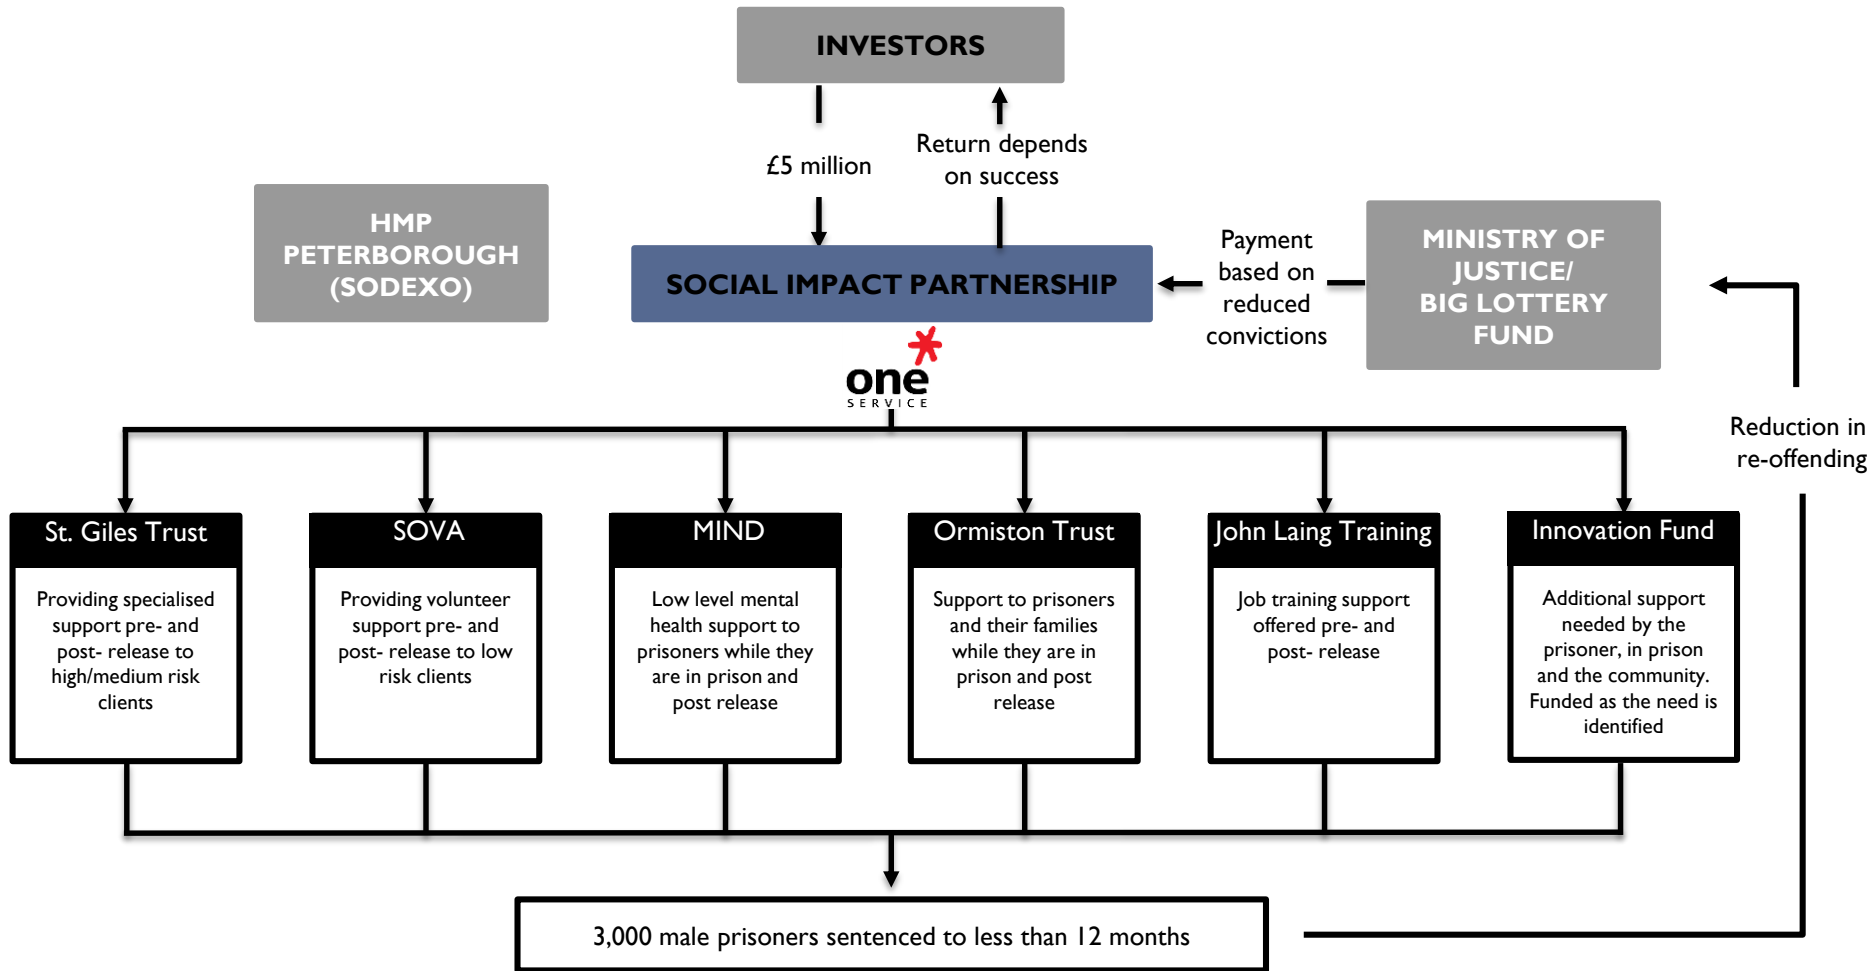 INVESTORS
£5 million
Return depends
on success
HMP
PETERBOROUGH
(SODEXO)
SOCIAL IMPACT PARTNERSHIP
Payment
based on
reduced
convictions
MINISTRY OF
JUSTICE/
BIG LOTTERY
FUND
one
SERVICE
Reduction in
re-offending
St. Giles Trust
Providing specialised
support pre- and
post- release to
high/medium risk
clients
SOVA
Providing volunteer
support pre- and
post- release to low
risk clients
MIND
Low level mental
health support to
prisoners while they
are in prison and
post release
Ormiston Trust
Support to prisoners
and their families
while they are in
prison and post
release
John Laing Training
Job training support
offered pre- and
post- release
Innovation Fund
Additional support
needed by the
prisoner, in prison
and the community.
Funded as the need is
identified
3,000 male prisoners sentenced to less than 12 months